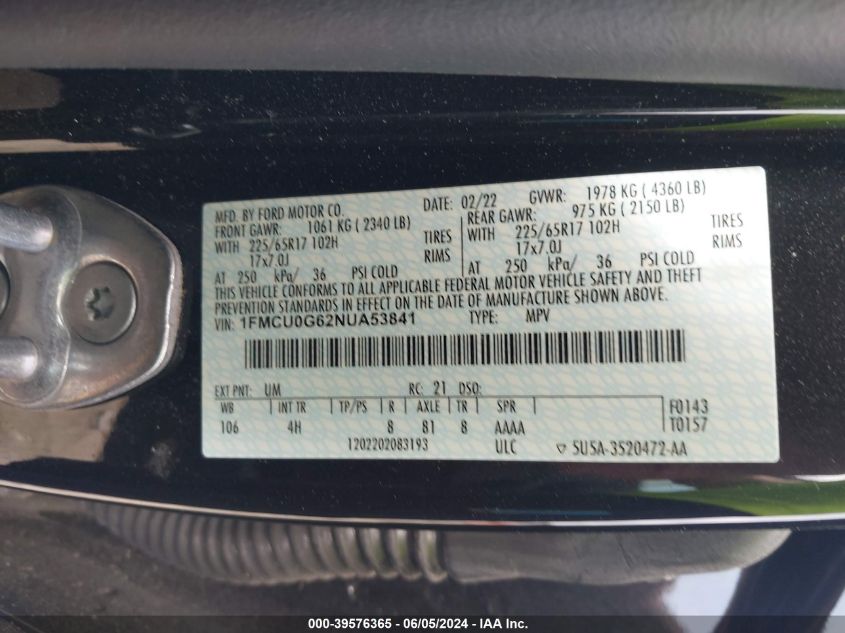 MFD. BY FORD MOTOR CO. DATE: 02/22 GVWR: 1978 KG ( 4360 LB)
FRONT GAWR: 1061 KG ( 2340 LB) REAR GAWR: 975 KG ( 2150 LB)
WITH 225/65R17 102H TIRES WITH 225/65R17 102H TIRES
17x7.0J RIMS 17x7.0J RIMS
AT 250 kPa/ 36 PSI COLD AT 250 kPa/ 36 PSI COLD
THIS VEHICLE CONFORMS TO ALL APPLICABLE FEDERAL MOTOR VEHICLE SAFETY AND THEFT
PREVENTION STANDARDS IN EFFECT ON THE DATE OF MANUFACTURE SHOWN ABOVE.
VIN: 1FMCU0G62NUA53841 TYPE: MPV
EXT PNT: UM RC: 21 DSO:
WB INT TR TP/PS R AXLE TR SPR F0143
106 4H 8 81 8 AAAA T0157
1202202083193 ULC ▽ 5U5A-3520472-AA
000-39576365 - 06/05/2024 - IAAI.com